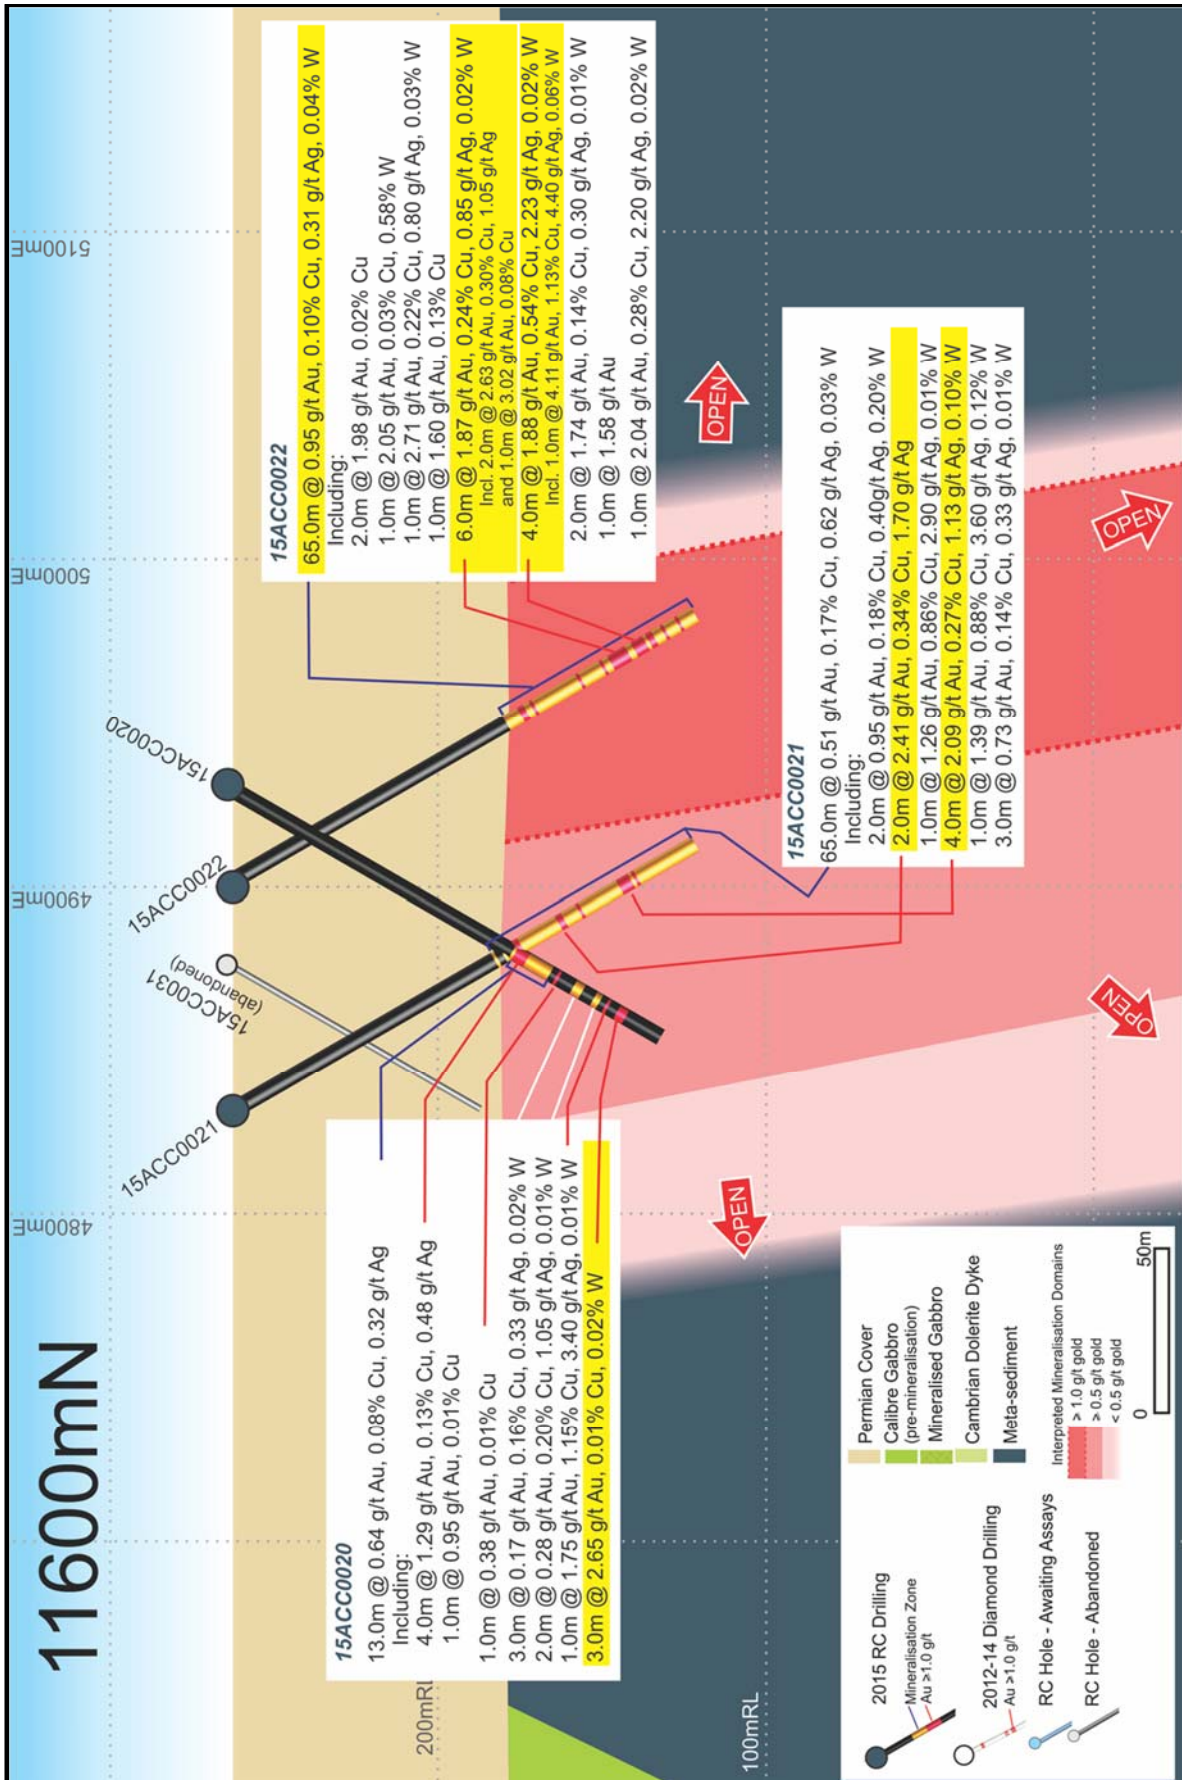 11600mN
4800mE
4900mE
5000mE
5100mE
200mRL
100mRL
15ACC0021
15ACC0031
(abandoned)
15ACC0022
15ACC0020
15ACC0020
13.0m @ 0.64 g/t Au, 0.08% Cu, 0.32 g/t Ag
Including:
4.0m @ 1.29 g/t Au, 0.13% Cu, 0.48 g/t Ag
1.0m @ 0.95 g/t Au, 0.01% Cu
1.0m @ 0.38 g/t Au, 0.01% Cu
3.0m @ 0.17 g/t Au, 0.16% Cu, 0.33 g/t Ag, 0.02% W
2.0m @ 0.28 g/t Au, 0.20% Cu, 1.05 g/t Ag, 0.01% W
1.0m @ 1.75 g/t Au, 1.15% Cu, 3.40 g/t Ag, 0.01% W
3.0m @ 2.65 g/t Au, 0.01% Cu, 0.02% W
15ACC0022
65.0m @ 0.95 g/t Au, 0.10% Cu, 0.31 g/t Ag, 0.04% W
Including:
2.0m @ 1.98 g/t Au, 0.02% Cu
1.0m @ 2.05 g/t Au, 0.03% Cu, 0.58% W
1.0m @ 2.71 g/t Au, 0.22% Cu, 0.80 g/t Ag, 0.03% W
1.0m @ 1.60 g/t Au, 0.13% Cu
6.0m @ 1.87 g/t Au, 0.24% Cu, 0.85 g/t Ag, 0.02% W
Incl. 2.0m @ 2.63 g/t Au, 0.30% Cu, 1.05 g/t Ag
and 1.0m @ 3.02 g/t Au, 0.08% Cu
4.0m @ 1.88 g/t Au, 0.54% Cu, 2.23 g/t Ag, 0.02% W
Incl. 1.0m @ 4.11 g/t Au, 1.13% Cu, 4.40 g/t Ag, 0.06% W
2.0m @ 1.74 g/t Au, 0.14% Cu, 0.30 g/t Ag, 0.01% W
1.0m @ 1.58 g/t Au
1.0m @ 2.04 g/t Au, 0.28% Cu, 2.20 g/t Ag, 0.02% W
15ACC0021
65.0m @ 0.51 g/t Au, 0.17% Cu, 0.62 g/t Ag, 0.03% W
Including:
2.0m @ 0.95 g/t Au, 0.18% Cu, 0.40g/t Ag, 0.20% W
2.0m @ 2.41 g/t Au, 0.34% Cu, 1.70 g/t Ag
1.0m @ 1.26 g/t Au, 0.86% Cu, 2.90 g/t Ag, 0.01% W
4.0m @ 2.09 g/t Au, 0.27% Cu, 1.13 g/t Ag, 0.10% W
1.0m @ 1.39 g/t Au, 0.88% Cu, 3.60 g/t Ag, 0.12% W
3.0m @ 0.73 g/t Au, 0.14% Cu, 0.33 g/t Ag, 0.01% W
OPEN
OPEN
OPEN
OPEN
2015 RC Drilling
Mineralisation Zone
Au ≥1.0 g/t
2012-14 Diamond Drilling
Au ≥1.0 g/t
RC Hole - Awaiting Assays
RC Hole - Abandoned
Permian Cover
Calibre Gabbro
(pre-mineralisation)
Mineralised Gabbro
Cambrian Dolerite Dyke
Meta-sediment
Interpreted Mineralisation Domains
> 1.0 g/t gold
> 0.5 g/t gold
< 0.5 g/t gold
0
50m